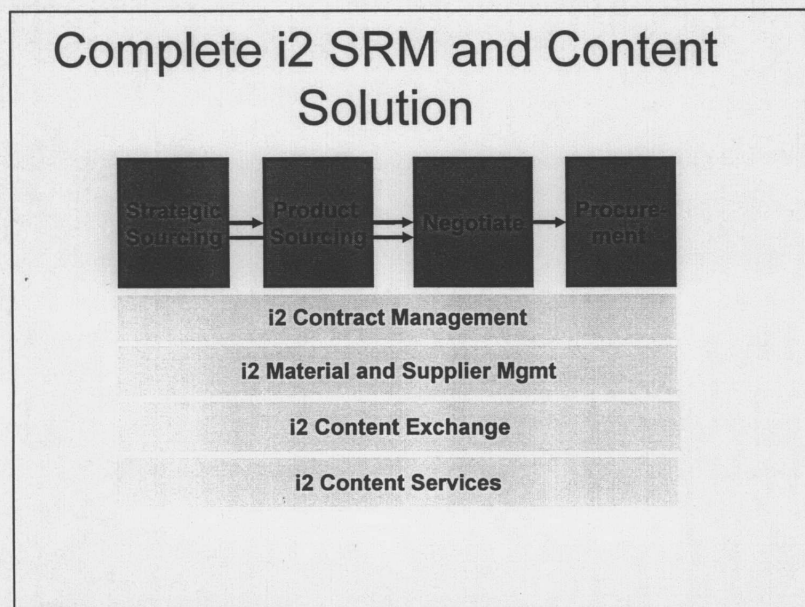 Complete i2 SRM and Content
Solution
Strategic
Sourcing
Product
Sourcing
Negotiate
Procure-
ment
i2 Contract Management
i2 Material and Supplier Mgmt
i2 Content Exchange
i2 Content Services